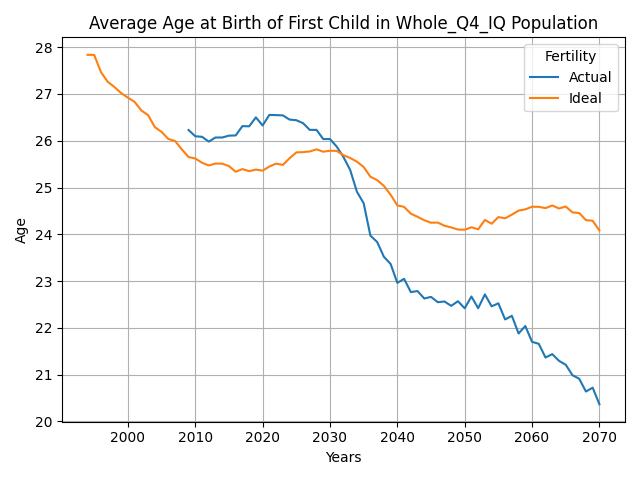 Average Age at Birth of First Child in Whole_Q4_IQ Population
Fertility
Actual
Ideal
28
27
26
25
24
23
22
21
20
Age
2000
2010
2020
2030
2040
2050
2060
2070
Years